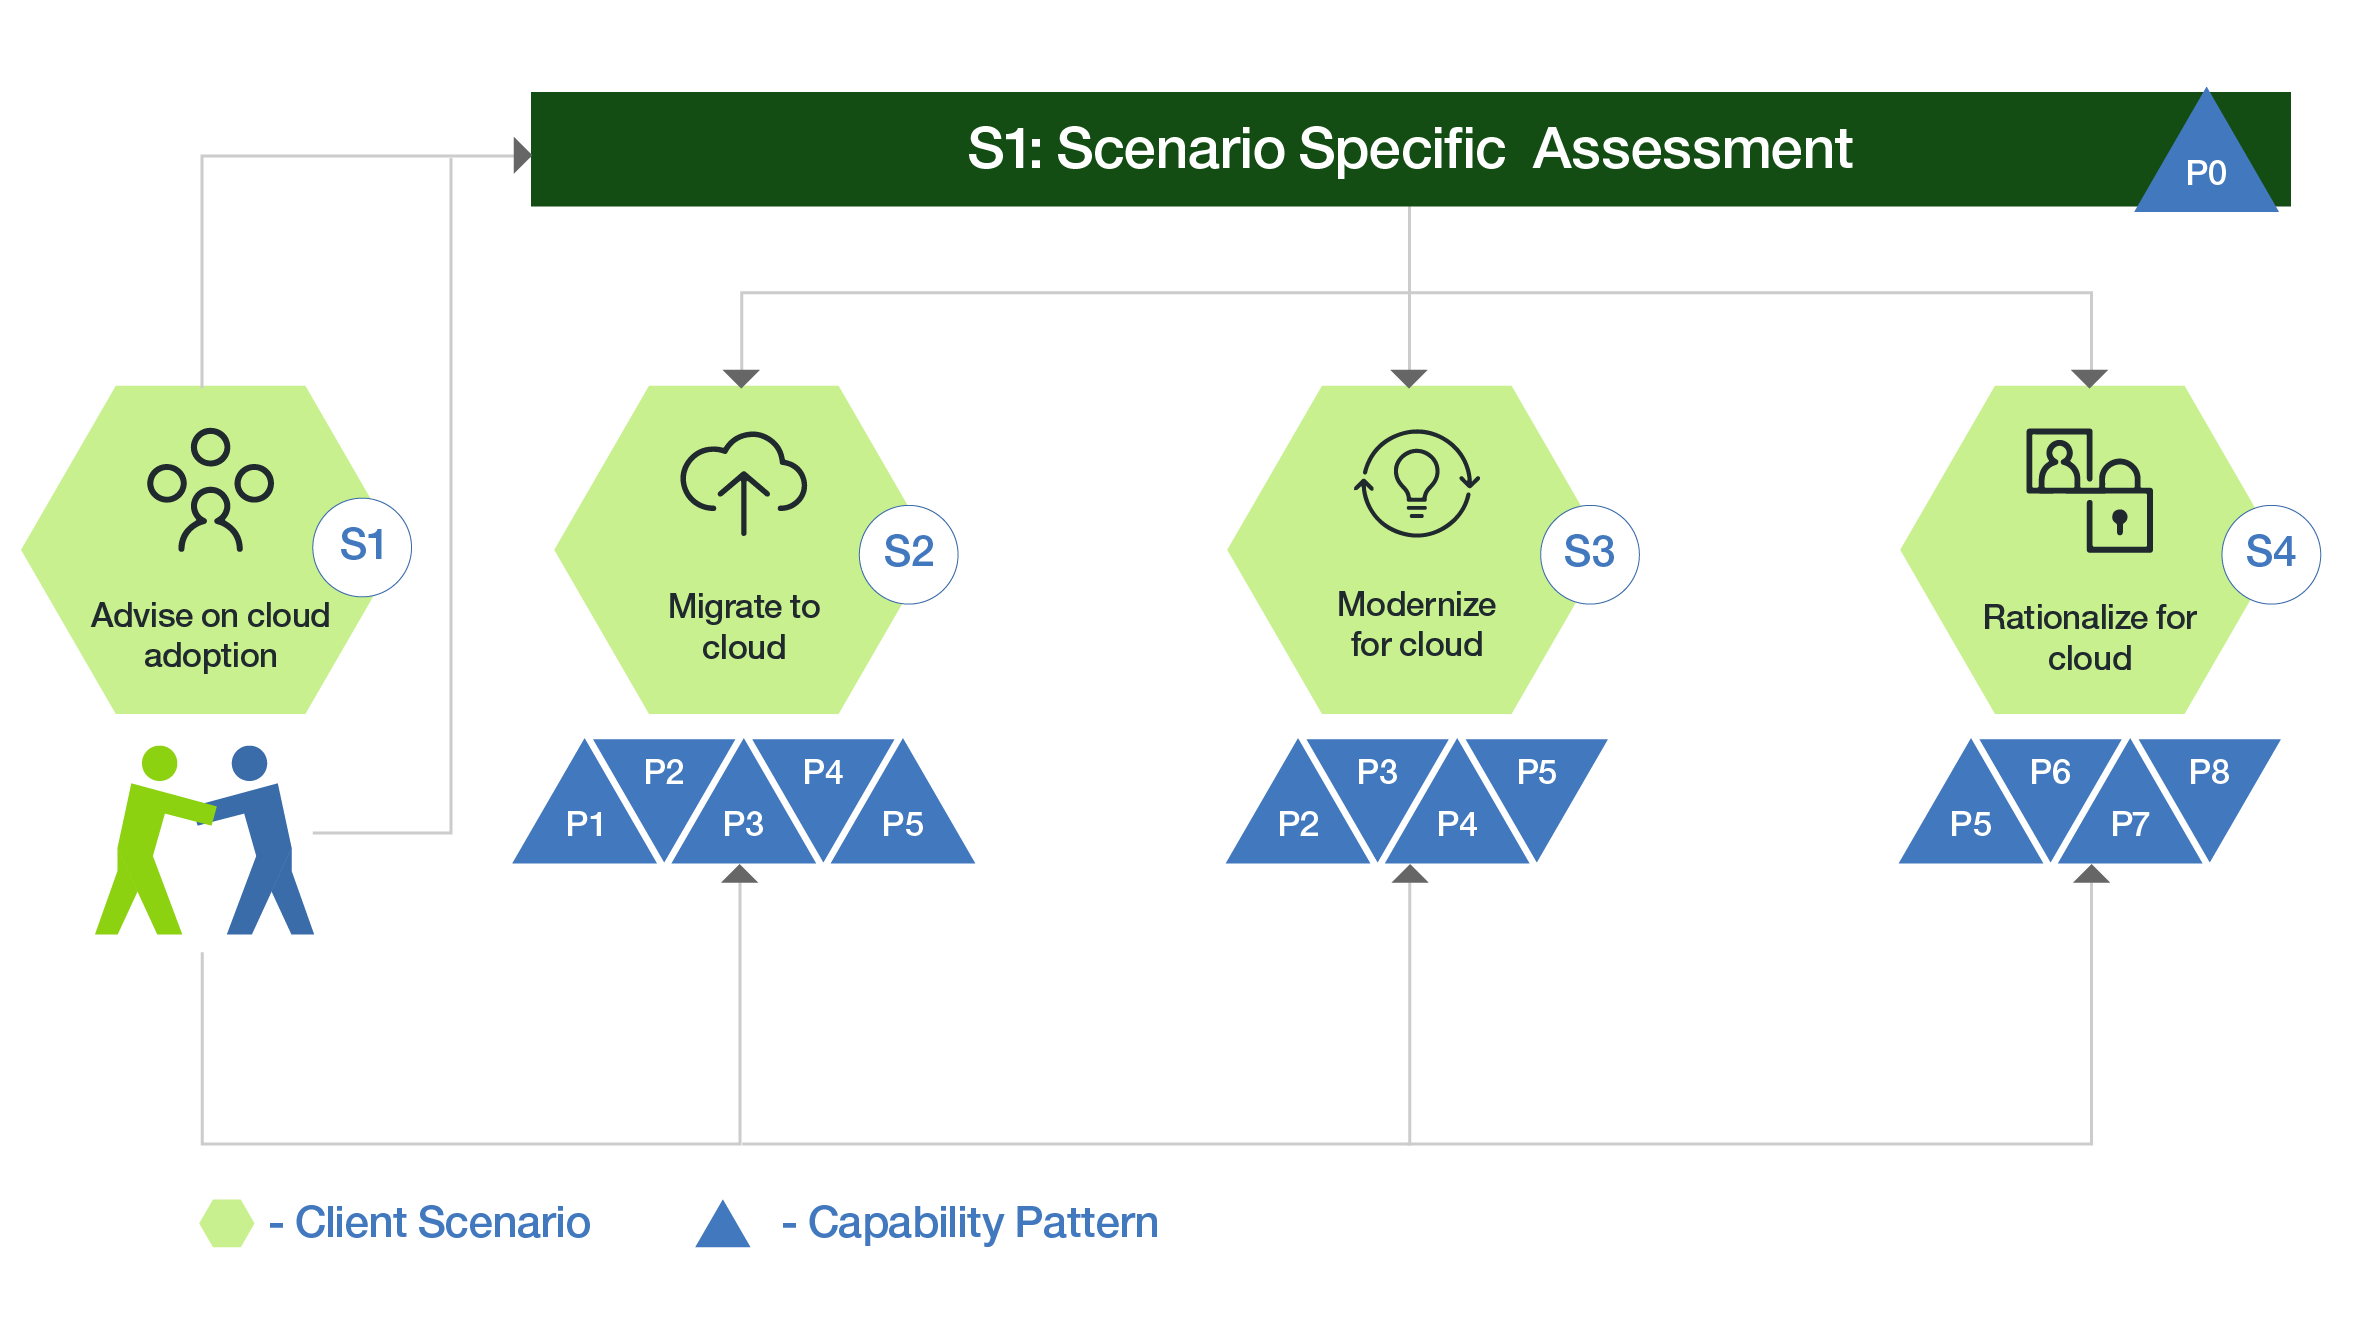 S1: Scenario Specific Assessment
P0
S1
Advise on cloud
adoption
S2
Migrate to
cloud
S3
Modernize
for cloud
S4
Rationalize for
cloud
P1
P2
P3
P4
P5
P2
P3
P4
P5
P5
P6
P7
P8
- Client Scenario
- Capability Pattern